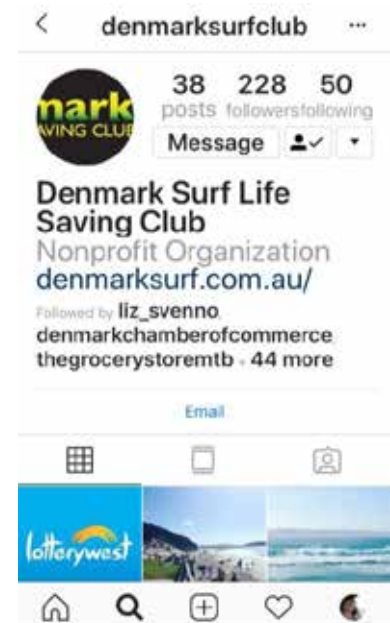 denmarksurfclub
mark
VING CLUB
38 228 50
posts followers following
Message
Denmark Surf Life
Saving Club
Nonprofit Organization
denmarksurf.com.au/
Followed by liz_svenno,
denmarkchamberofcommerce,
thegrocerystoremtb · 44 more
Email
lotterywest